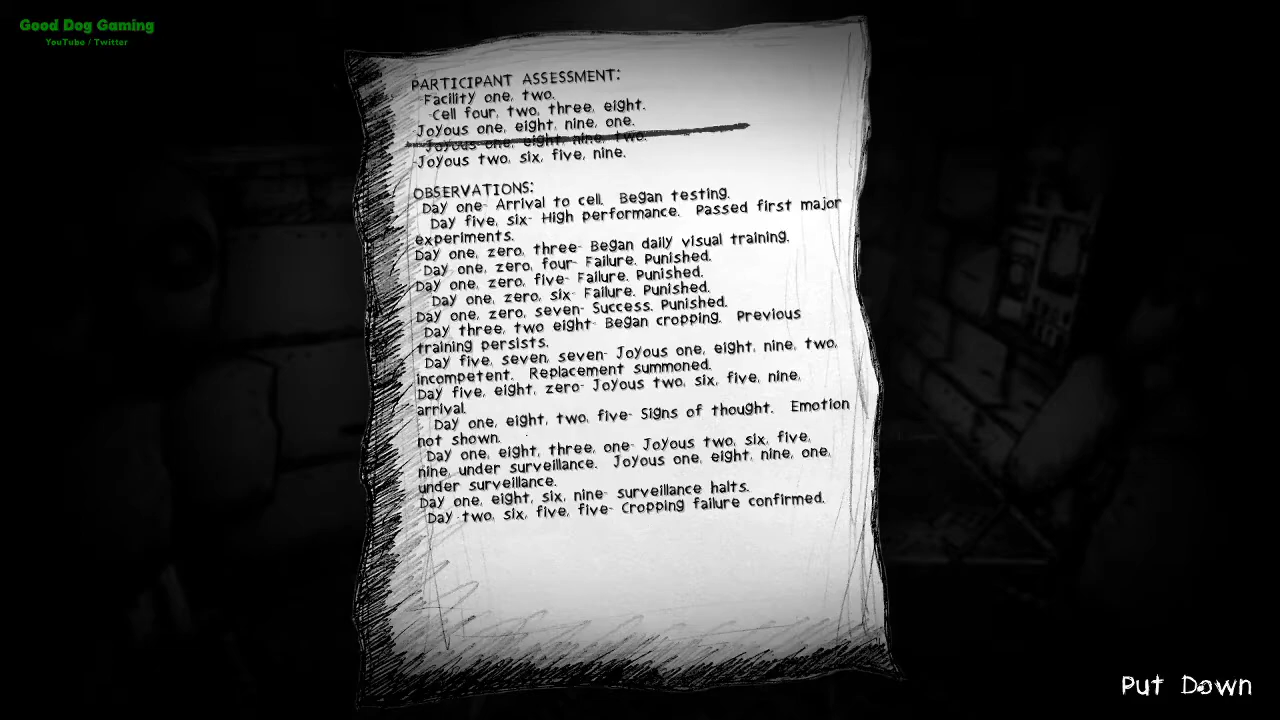 Good Dog Gaming
YouTube / Twitter
PARTICIPANT ASSESSMENT:
Facility one, two.
Cell four, two, three, eight.
Joyous one, eight, nine, one.
Joyous one, eight, nine, two.
Joyous two, six, five, nine.
OBSERVATIONS:
Day one- Arrival to cell. Began testing.
Day five, six- High performance. Passed first major
experiments.
Day one, zero, three- Began daily visual training.
Day one, zero, four- Failure. Punished.
Day one, zero, five- Failure. Punished.
Day one, zero, six- Failure. Punished.
Day one, zero, seven- Success. Punished.
Day three, two eight- Began cropping. Previous
training persists.
Day five, seven, seven- Joyous one, eight, nine, two,
incompetent. Replacement summoned.
Day five, eight, zero- Joyous two, six, five, nine,
arrival.
Day one, eight, two, five- Signs of thought. Emotion
not shown.
Day one, eight, three, one- Joyous two, six, five,
nine, under surveillance. Joyous one, eight, nine, one,
under surveillance.
Day one, eight, six, nine- surveillance halts.
Day two, six, five, five- Cropping failure confirmed.
Put Down